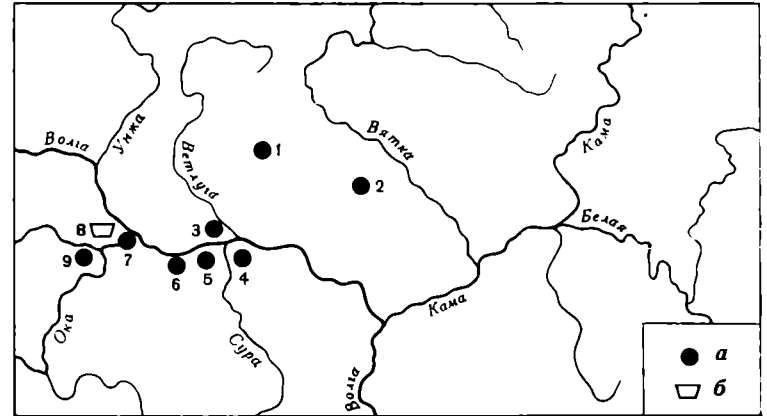 Волга
Унжа
Ветлуга
Вятка
Кама
Белая
1
2
3
8
7
9
6
5
4
Ока
Сура
Кама
Волга
а
б